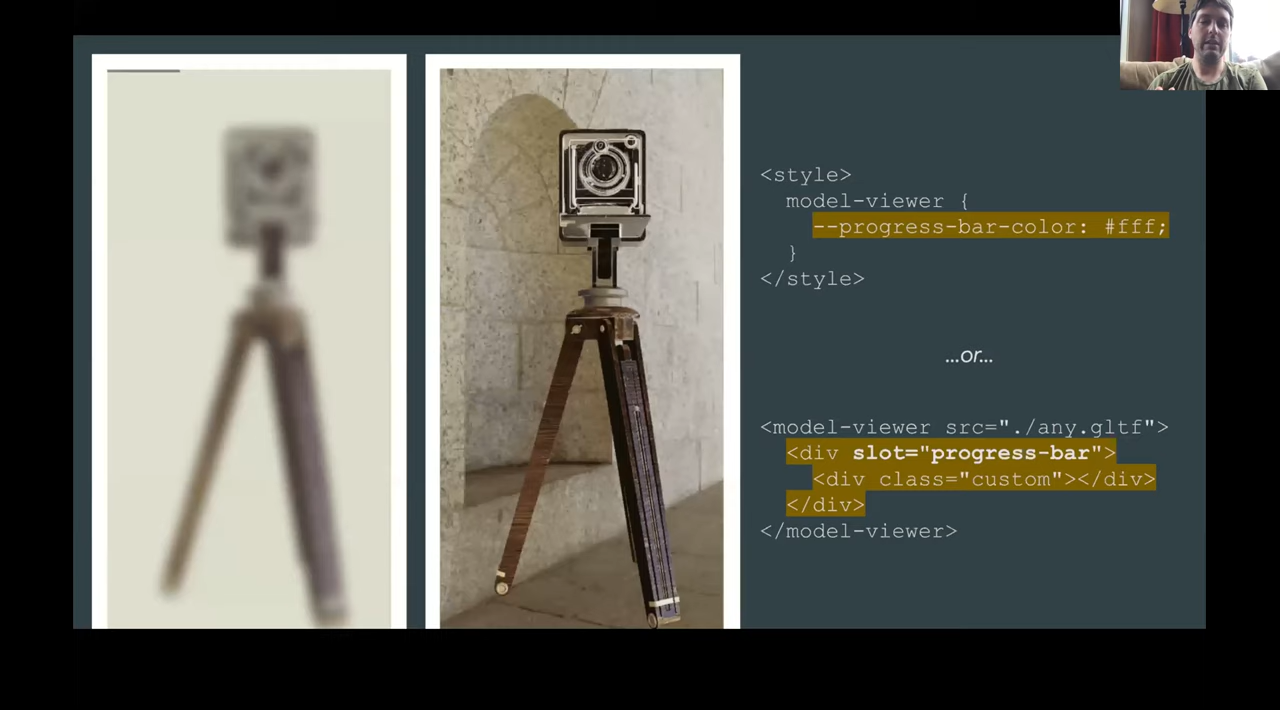 <style>
model-viewer {
--progress-bar-color: #fff;
}
</style>
…or…
<model-viewer src="./any.gltf">
<div slot="progress-bar">
<div class="custom"></div>
</div>
</model-viewer>